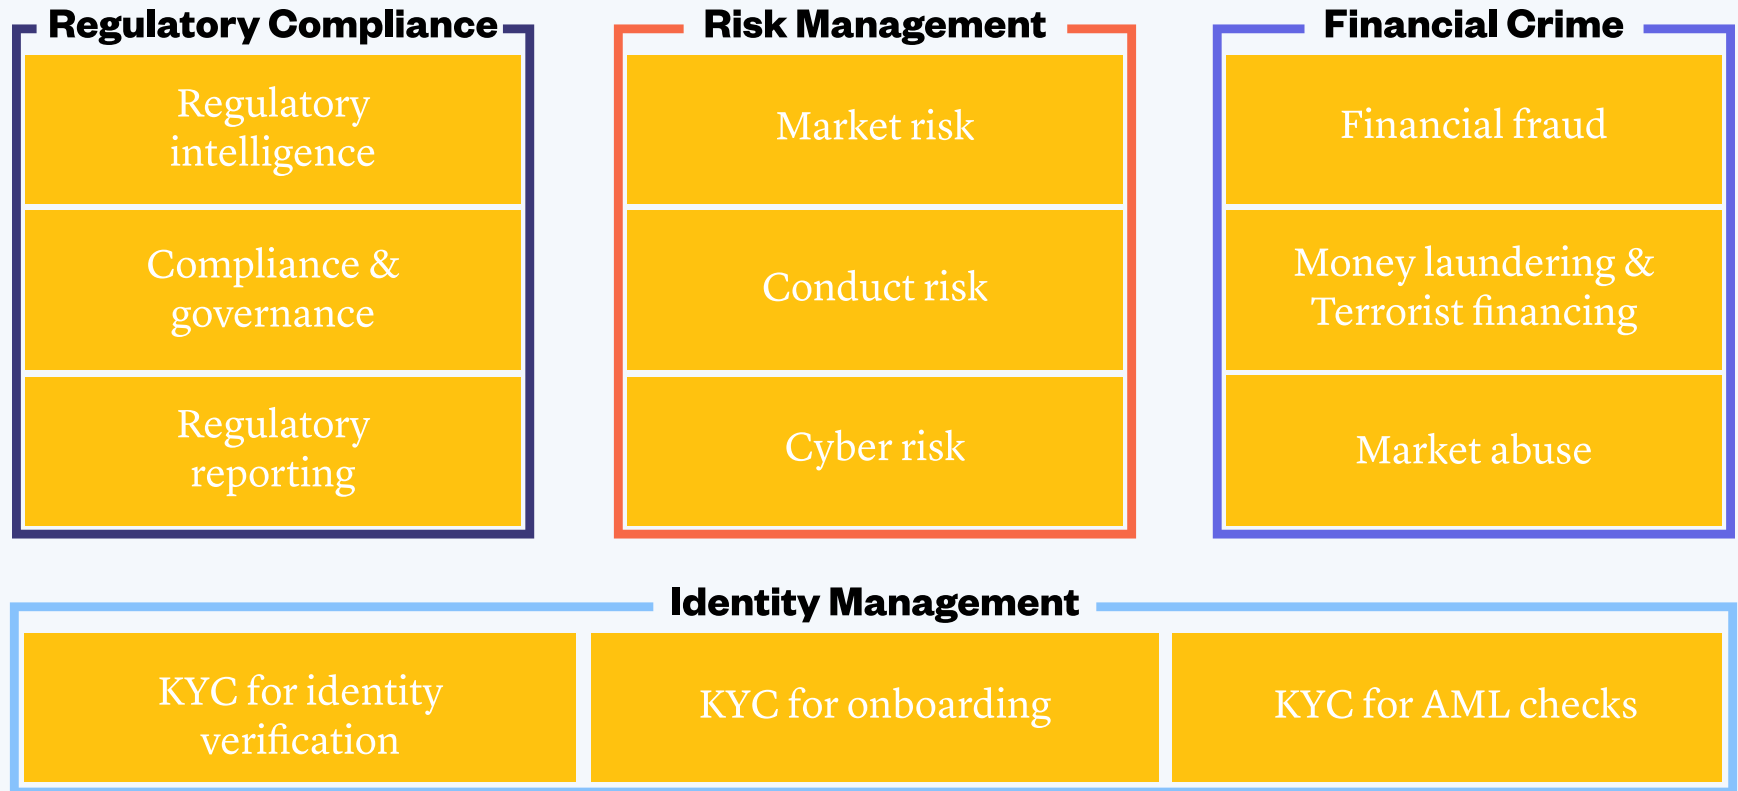 Regulatory Compliance
Regulatory
intelligence
Compliance &
governance
Regulatory
reporting
Risk Management
Market risk
Conduct risk
Cyber risk
Financial Crime
Financial fraud
Money laundering &
Terrorist financing
Market abuse
Identity Management
KYC for identity
verification
KYC for onboarding
KYC for AML checks